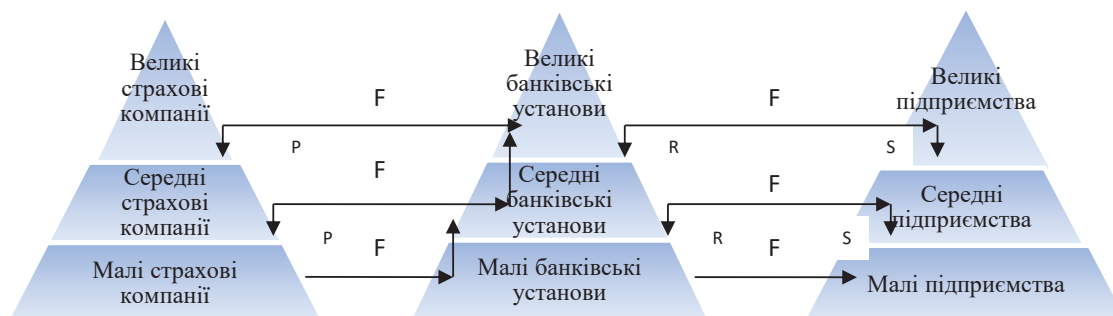 Великі
страхові
компанії
F
Великі
банківські
установи
F
Великі
підприємства
P
R
S
Середні
страхові
компанії
F
Середні
банківські
установи
F
Середні
підприємства
P
R
S
Малі страхові
компанії
F
Малі банківські
установи
F
Малі підприємства